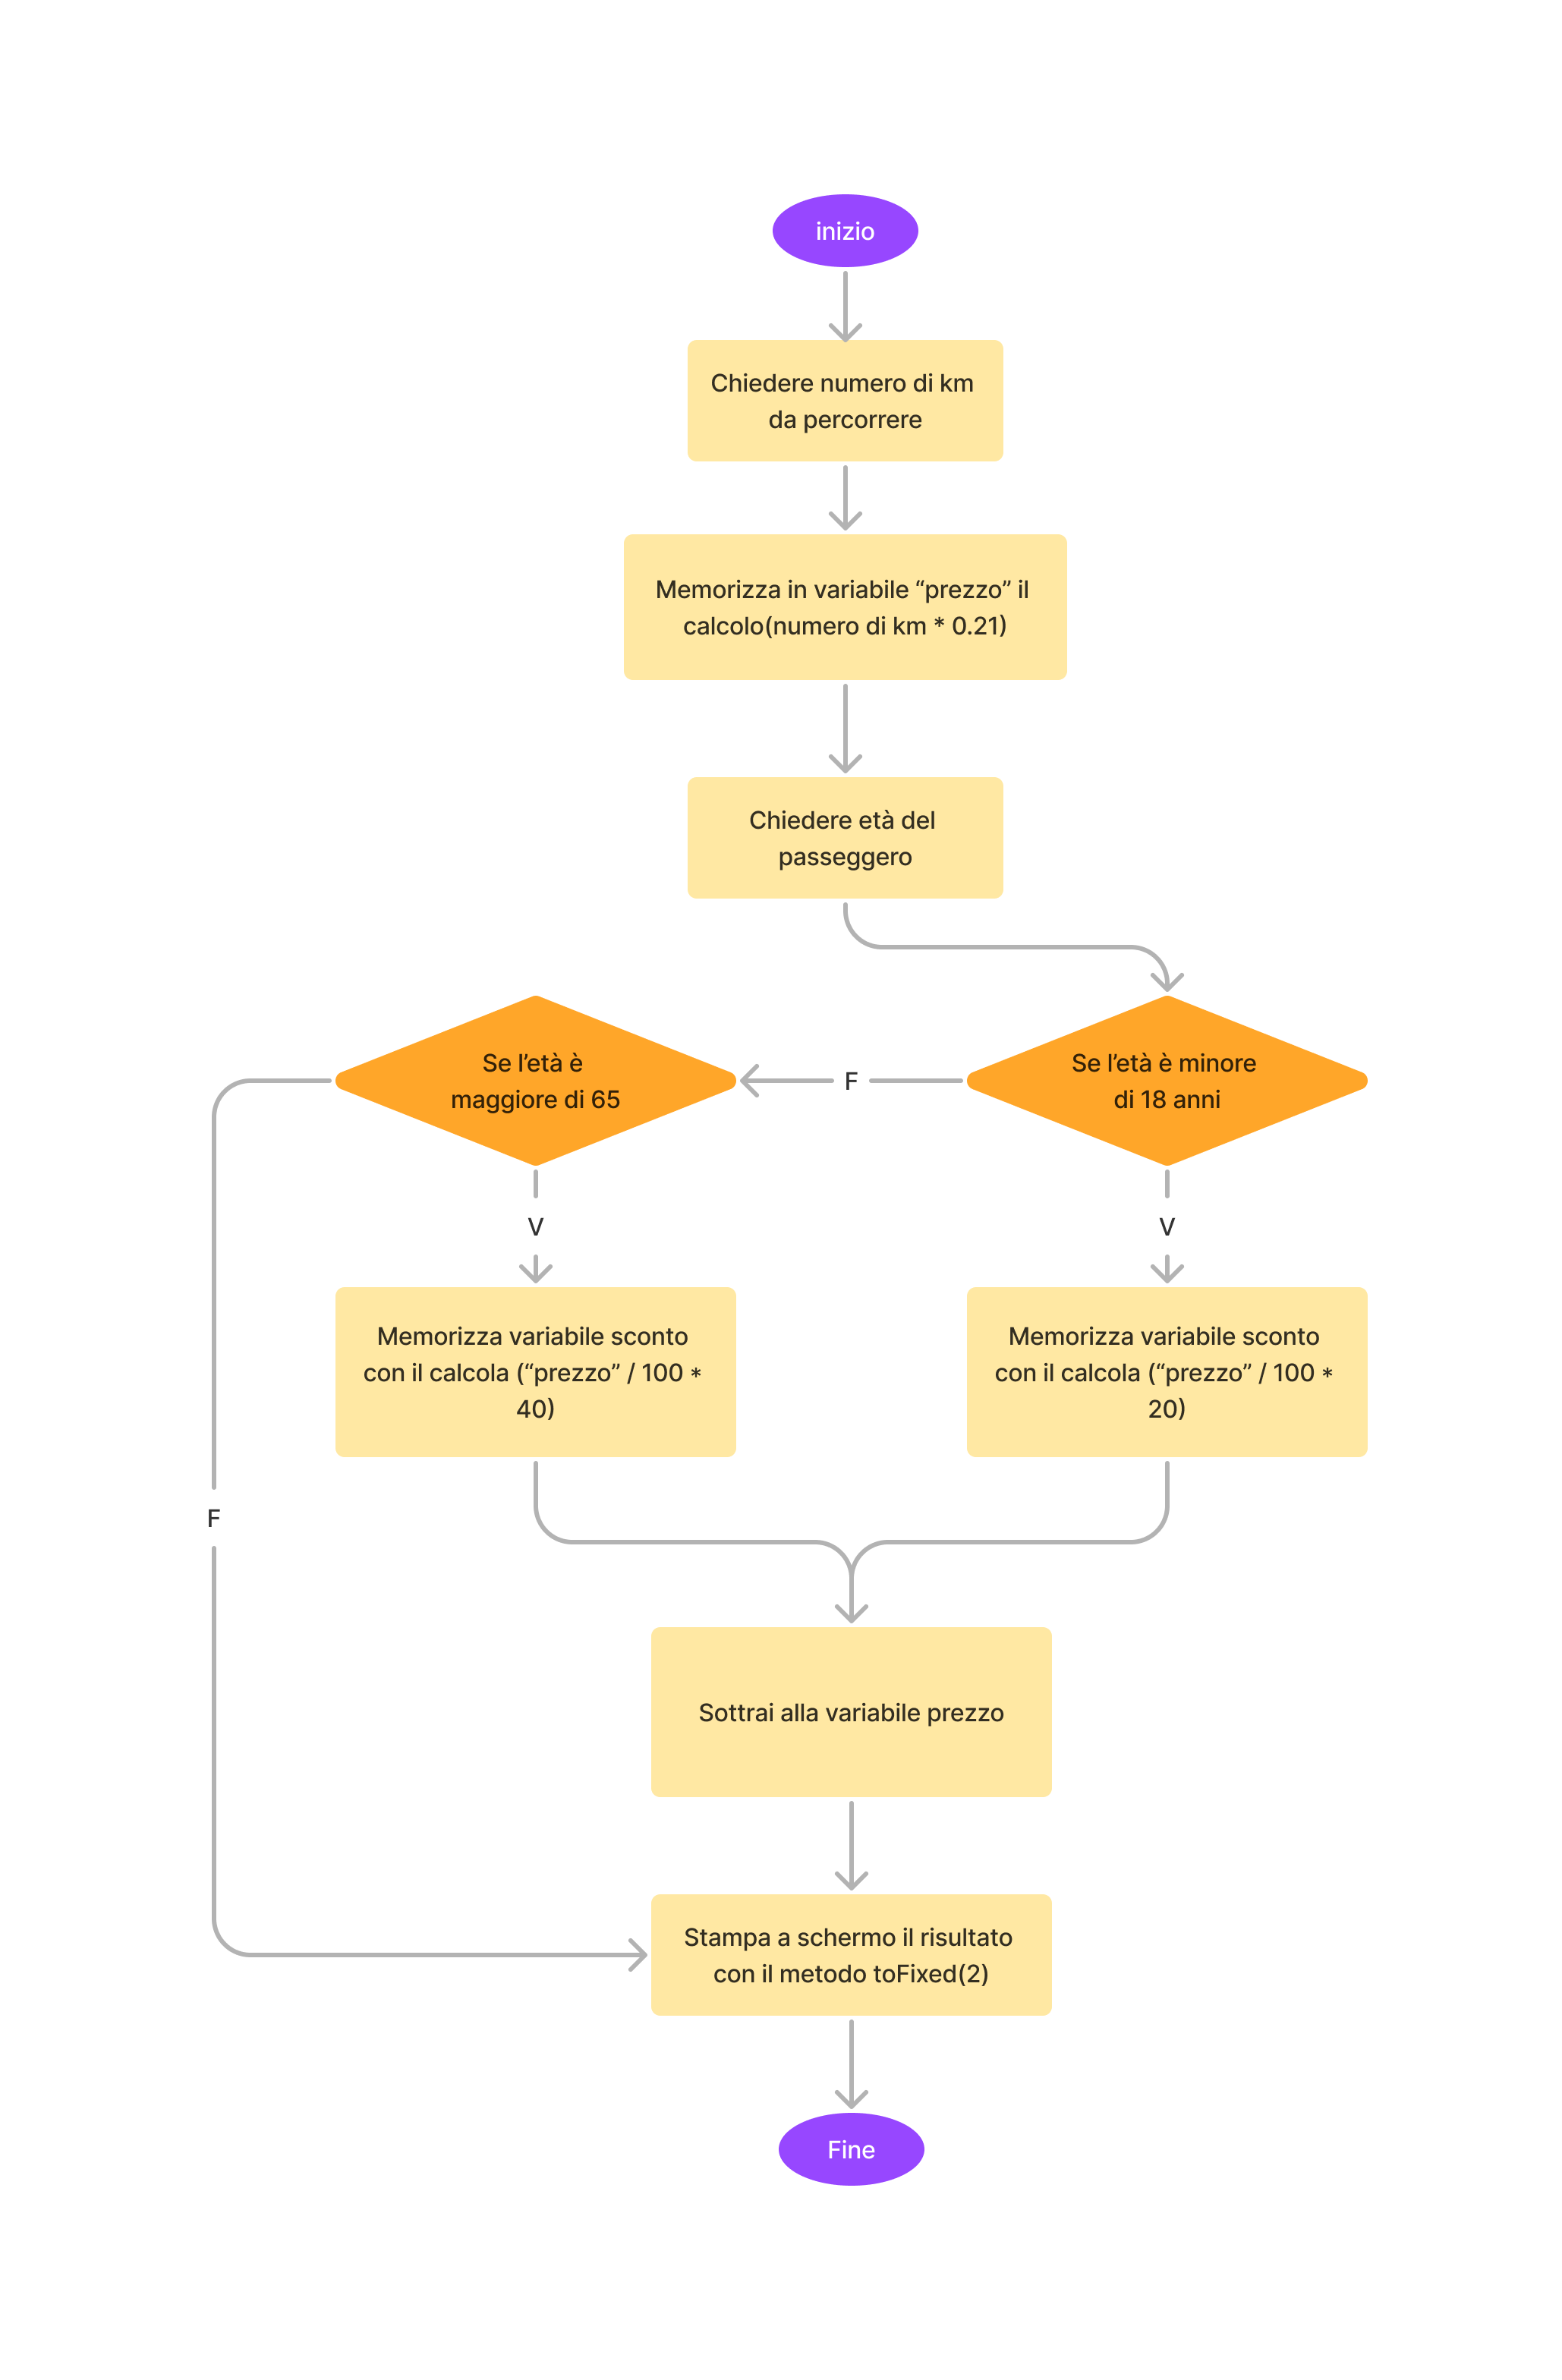 inizio
Chiedere numero di km
da percorrere
Memorizza in variabile “prezzo” il
calcolo(numero di km * 0.21)
Chiedere età del
passeggero
Se l’età è
maggiore di 65
F
Se l’età è minore
di 18 anni
V
V
Memorizza variabile sconto
con il calcola (“prezzo” / 100 *
40)
Memorizza variabile sconto
con il calcola (“prezzo” / 100 *
20)
F
Sottrai alla variabile prezzo
Stampa a schermo il risultato
con il metodo toFixed(2)
Fine